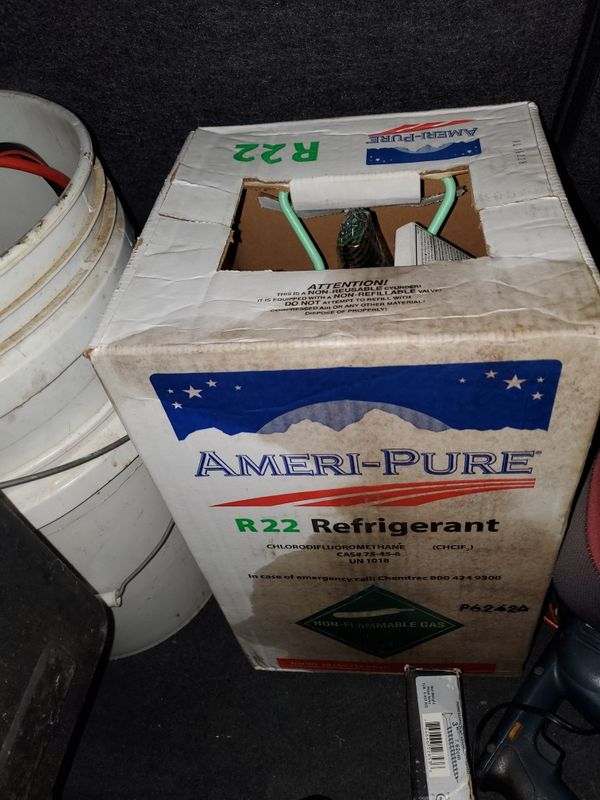 AMERI-PURE
R22
ATTENTION!
THIS IS A NON-REUSABLE CYLINDER!
IT IS EQUIPPED WITH A NON-REFILLABLE VALVE!
DO NOT ATTEMPT TO REFILL WITH
COMPRESSED AIR OR ANY OTHER MATERIAL!
DISPOSE OF PROPERLY!
AMERI-PURE®
R22 Refrigerant
CHLORODIFLUOROMETHANE (CHClF2)
CAS# 75-45-6
UN 1018
In case of emergency call: Chemtrec 800 424 9300
P6242A
NON-FLAMMABLE GAS